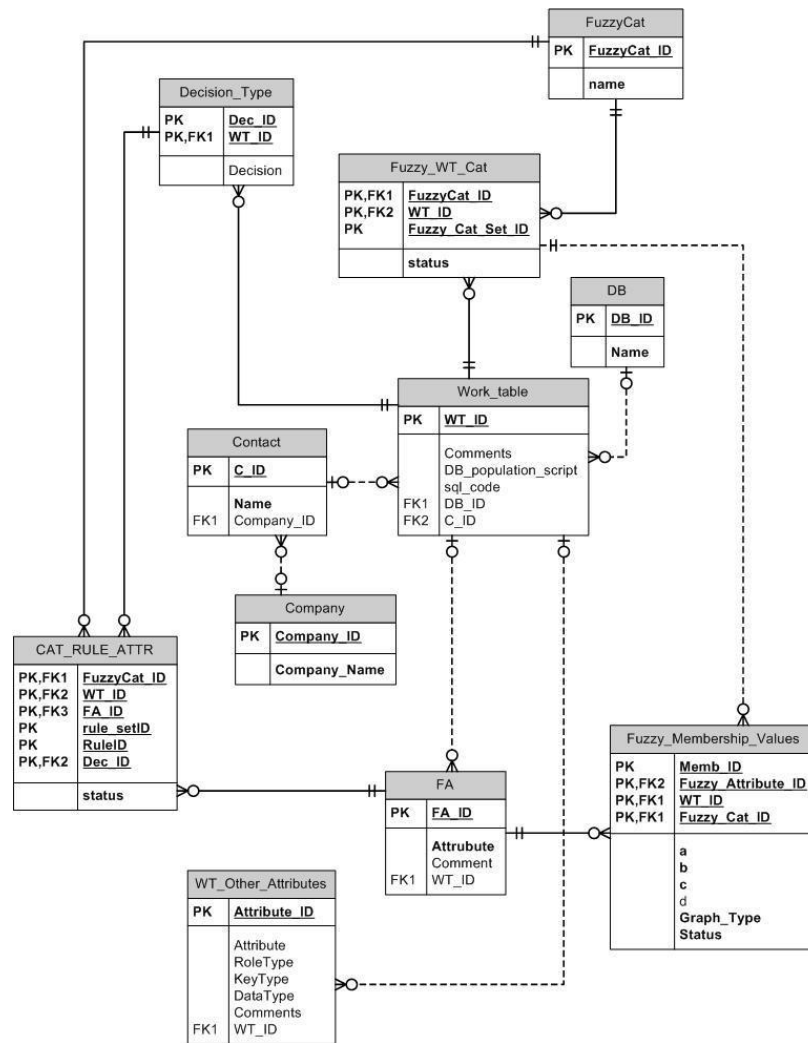 FuzzyCat
PK FuzzyCat_ID
name
Decision_Type
PK Dec_ID
PK,FK1 WT_ID
Decision
Fuzzy_WT_Cat
PK,FK1 FuzzyCat_ID
PK,FK2 WT_ID
PK Fuzzy_Cat_Set_ID
status
DB
PK DB_ID
Name
Work_table
PK WT_ID
Comments
DB_population_script
sql_code
FK1 DB_ID
FK2 C_ID
Contact
PK C_ID
Name
FK1 Company_ID
Company
PK Company_ID
Company_Name
CAT_RULE_ATTR
PK,FK1 FuzzyCat_ID
PK,FK2 WT_ID
PK,FK3 FA_ID
PK rule_setID
PK RuleID
PK,FK2 Dec_ID
status
Fuzzy_Membership_Values
PK Memb_ID
PK,FK2 Fuzzy_Attribute_ID
PK,FK1 WT_ID
PK,FK1 Fuzzy_Cat_ID
a
b
c
d
Graph_Type
Status
FA
PK FA_ID
Attrubute
Comment
FK1 WT_ID
WT_Other_Attributes
PK Attribute_ID
Attribute
RoleType
KeyType
DataType
Comments
FK1 WT_ID